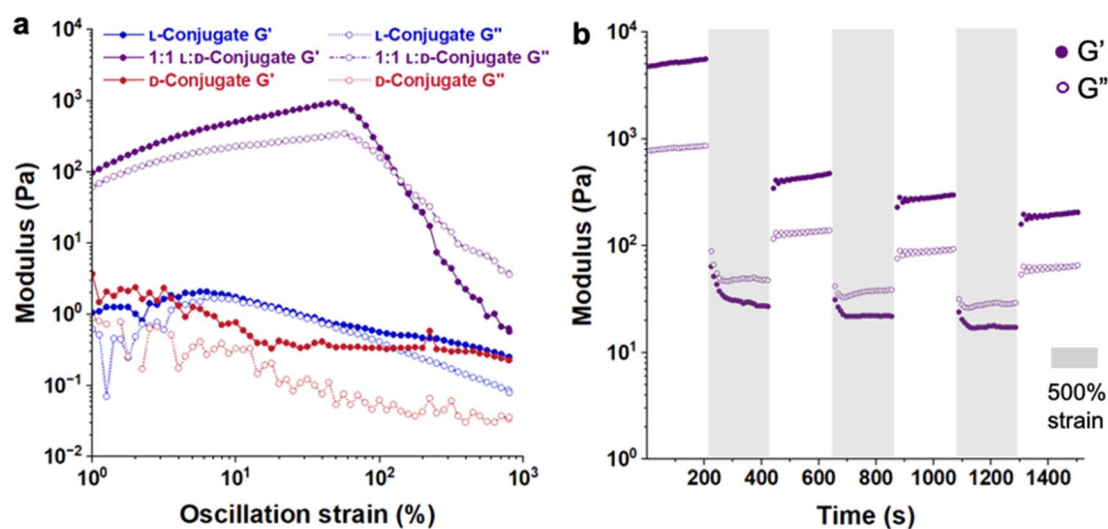 a
L-Conjugate G' L-Conjugate G"
1:1 L:D-Conjugate G' 1:1 L:D-Conjugate G"
D-Conjugate G' D-Conjugate G"
Modulus (Pa)
10⁴
10³
10²
10¹
10⁰
10⁻¹
10⁻²
10⁰ 10¹ 10² 10³
Oscillation strain (%)
b
G'
G"
Modulus (Pa)
10⁴
10³
10²
10¹
10⁰
500%
strain
200 400 600 800 1000 1200 1400
Time (s)